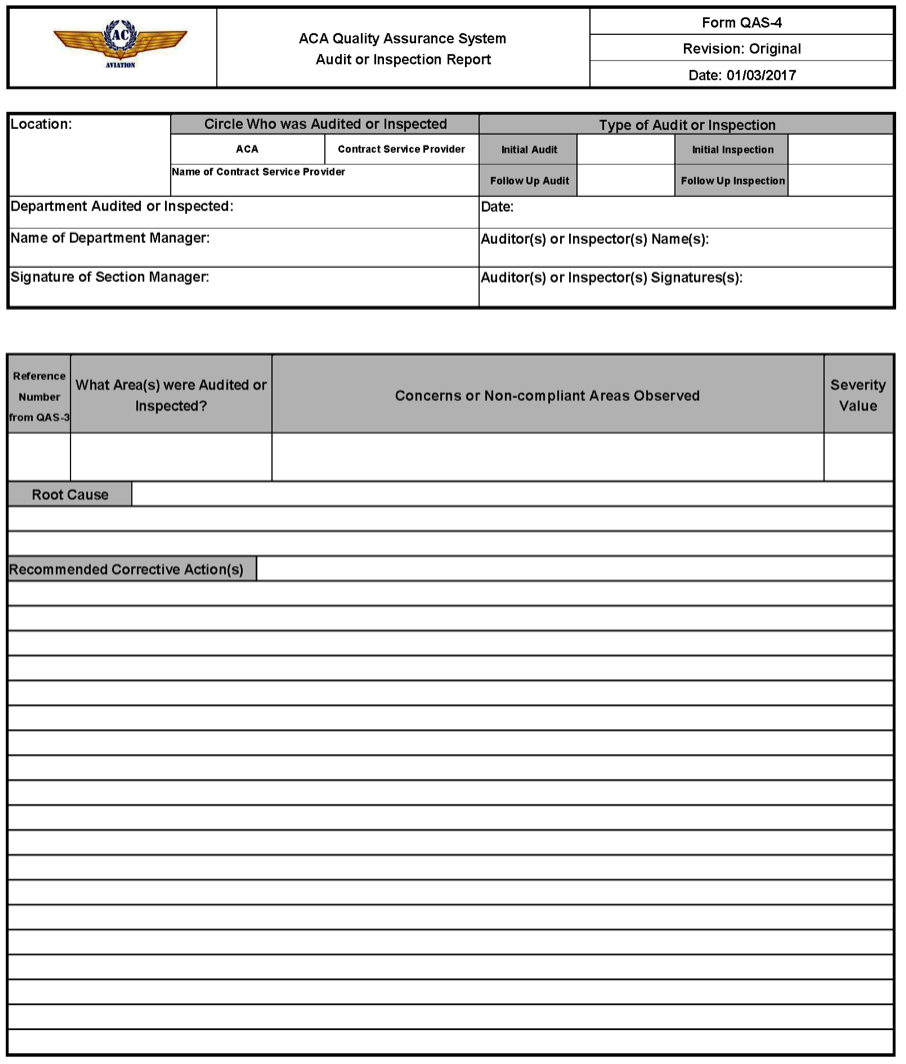 AC
AVIATION
ACA Quality Assurance System
Audit or Inspection Report
Form QAS-4
Revision: Original
Date: 01/03/2017
Location:
Circle Who was Audited or Inspected
Type of Audit or Inspection
ACA
Contract Service Provider
Initial Audit
Initial Inspection
Name of Contract Service Provider
Follow Up Audit
Follow Up Inspection
Department Audited or Inspected:
Date:
Name of Department Manager:
Auditor(s) or Inspector(s) Name(s):
Signature of Section Manager:
Auditor(s) or Inspector(s) Signatures(s):
Reference
Number
from QAS-3
What Area(s) were Audited or
Inspected?
Concerns or Non-compliant Areas Observed
Severity
Value
Root Cause
Recommended Corrective Action(s)